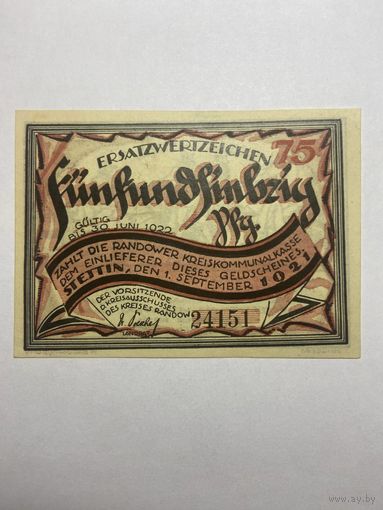 ERSATZWERTZEICHEN
75
Fünfundsiebzig
Pfg.
GÜLTIG
BIS 30. JUNI 1922
ZAHLT DIE RANDOWER KREISKOMMUNALKASSE
DEM EINLIEFERER DIESES GELDSCHEINES.
STETTIN, DEN 1. SEPTEMBER 1921
DER VORSITZENDE
D. KREISAUSSCHUSSES
DES KREISES RANDOW
LANDRAT
24151
www.ay.by